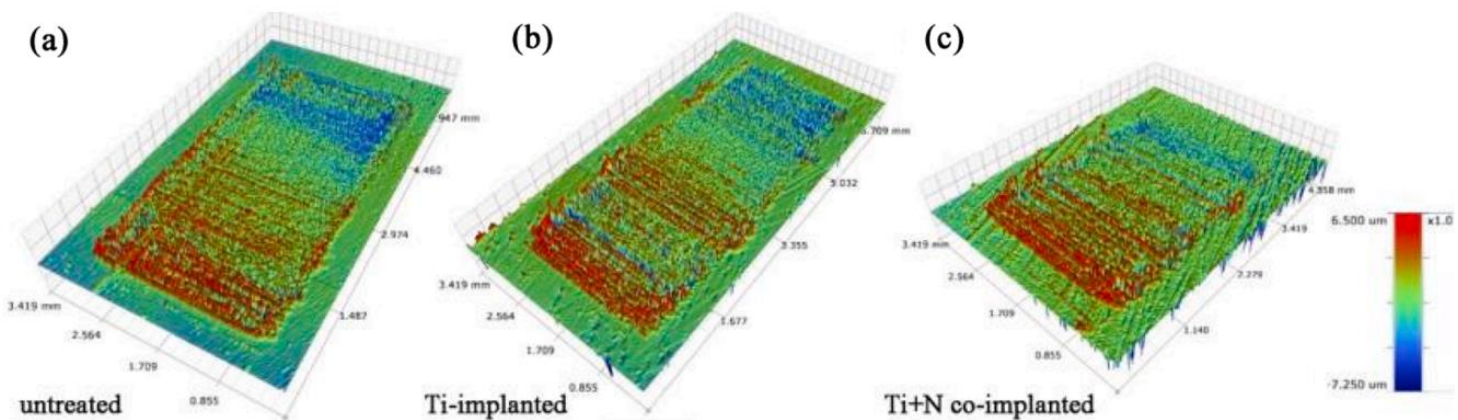 (a)
.947 mm
4.460
2.974
1.487
3.419 mm
2.564
1.709
0.855
untreated
(b)
6.709 mm
5.032
3.355
1.677
3.419 mm
2.564
1.709
0.855
Ti-implanted
(c)
4.558 mm
3.419
2.279
1.140
3.419 mm
2.564
1.709
0.855
Ti+N co-implanted
6.500 um x1.0
-7.250 um